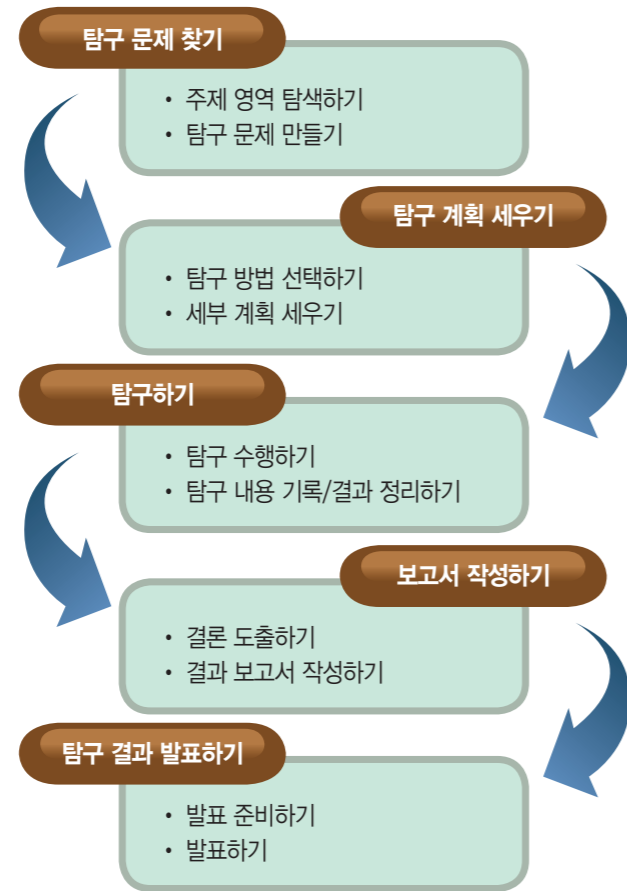 탐구 문제 찾기
• 주제 영역 탐색하기
• 탐구 문제 만들기
탐구 계획 세우기
• 탐구 방법 선택하기
• 세부 계획 세우기
탐구하기
• 탐구 수행하기
• 탐구 내용 기록/결과 정리하기
보고서 작성하기
• 결론 도출하기
• 결과 보고서 작성하기
탐구 결과 발표하기
• 발표 준비하기
• 발표하기